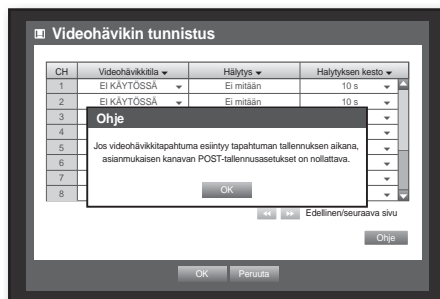 Videohävikin tunnistus
CH Videohävikkitila Hälytys Halytyksen kesto
1 EI KÄYTÖSSÄ Ei mitään 10 s
2 EI KÄYTÖSSÄ Ei mitään 10 s
3
4
5
6
7
8
Ohje
Jos videohävikkitapahtuma esiintyy tapahtuman tallennuksen aikana,
asianmukaisen kanavan POST-tallennusasetukset on nollattava.
OK
Edellinen/seuraava sivu
Ohje
OK Peruuta